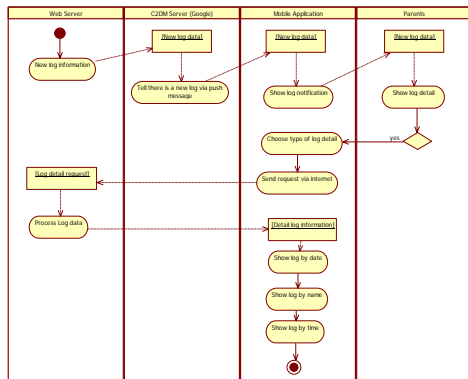 Web Server
C2DM Server (Google)
Mobile Application
Parents
[New log data]
[New log data]
[New log data]
New log information
Tell there is a new log via push
message
Show log notification
Show log detail
yes
Choose type of log detail
[Log detail request]
Send request via internet
Process Log data
[Detail log information]
Show log by date
Show log by name
Show log by time